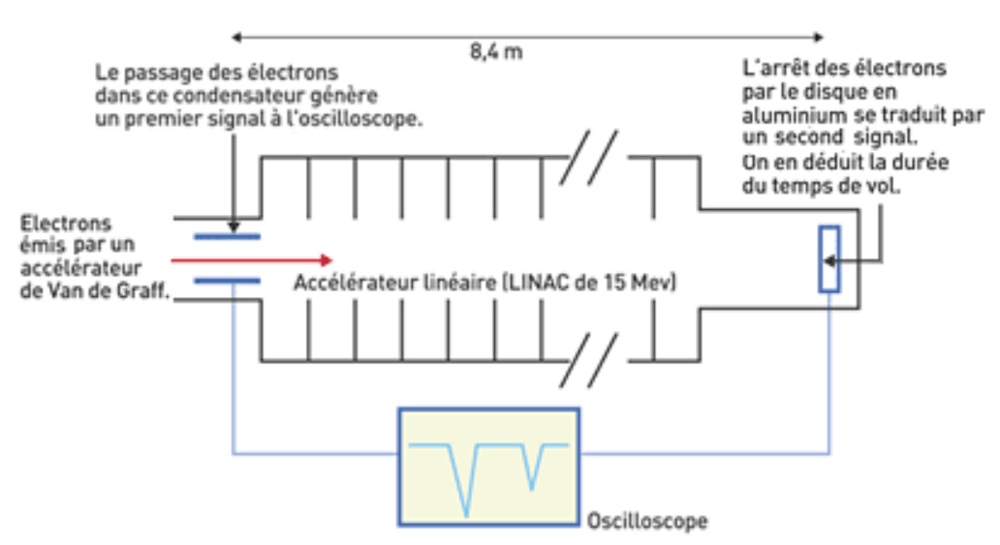 8,4 m
Le passage des électrons
dans ce condensateur génère
un premier signal à l'oscilloscope.
L'arrêt des électrons
par le disque en
aluminium se traduit par
un second signal.
On en déduit la durée
du temps de vol.
Electrons
émis par un
accélérateur
de Van de Graff.
Accélérateur linéaire (LINAC de 15 Mev)
Oscilloscope